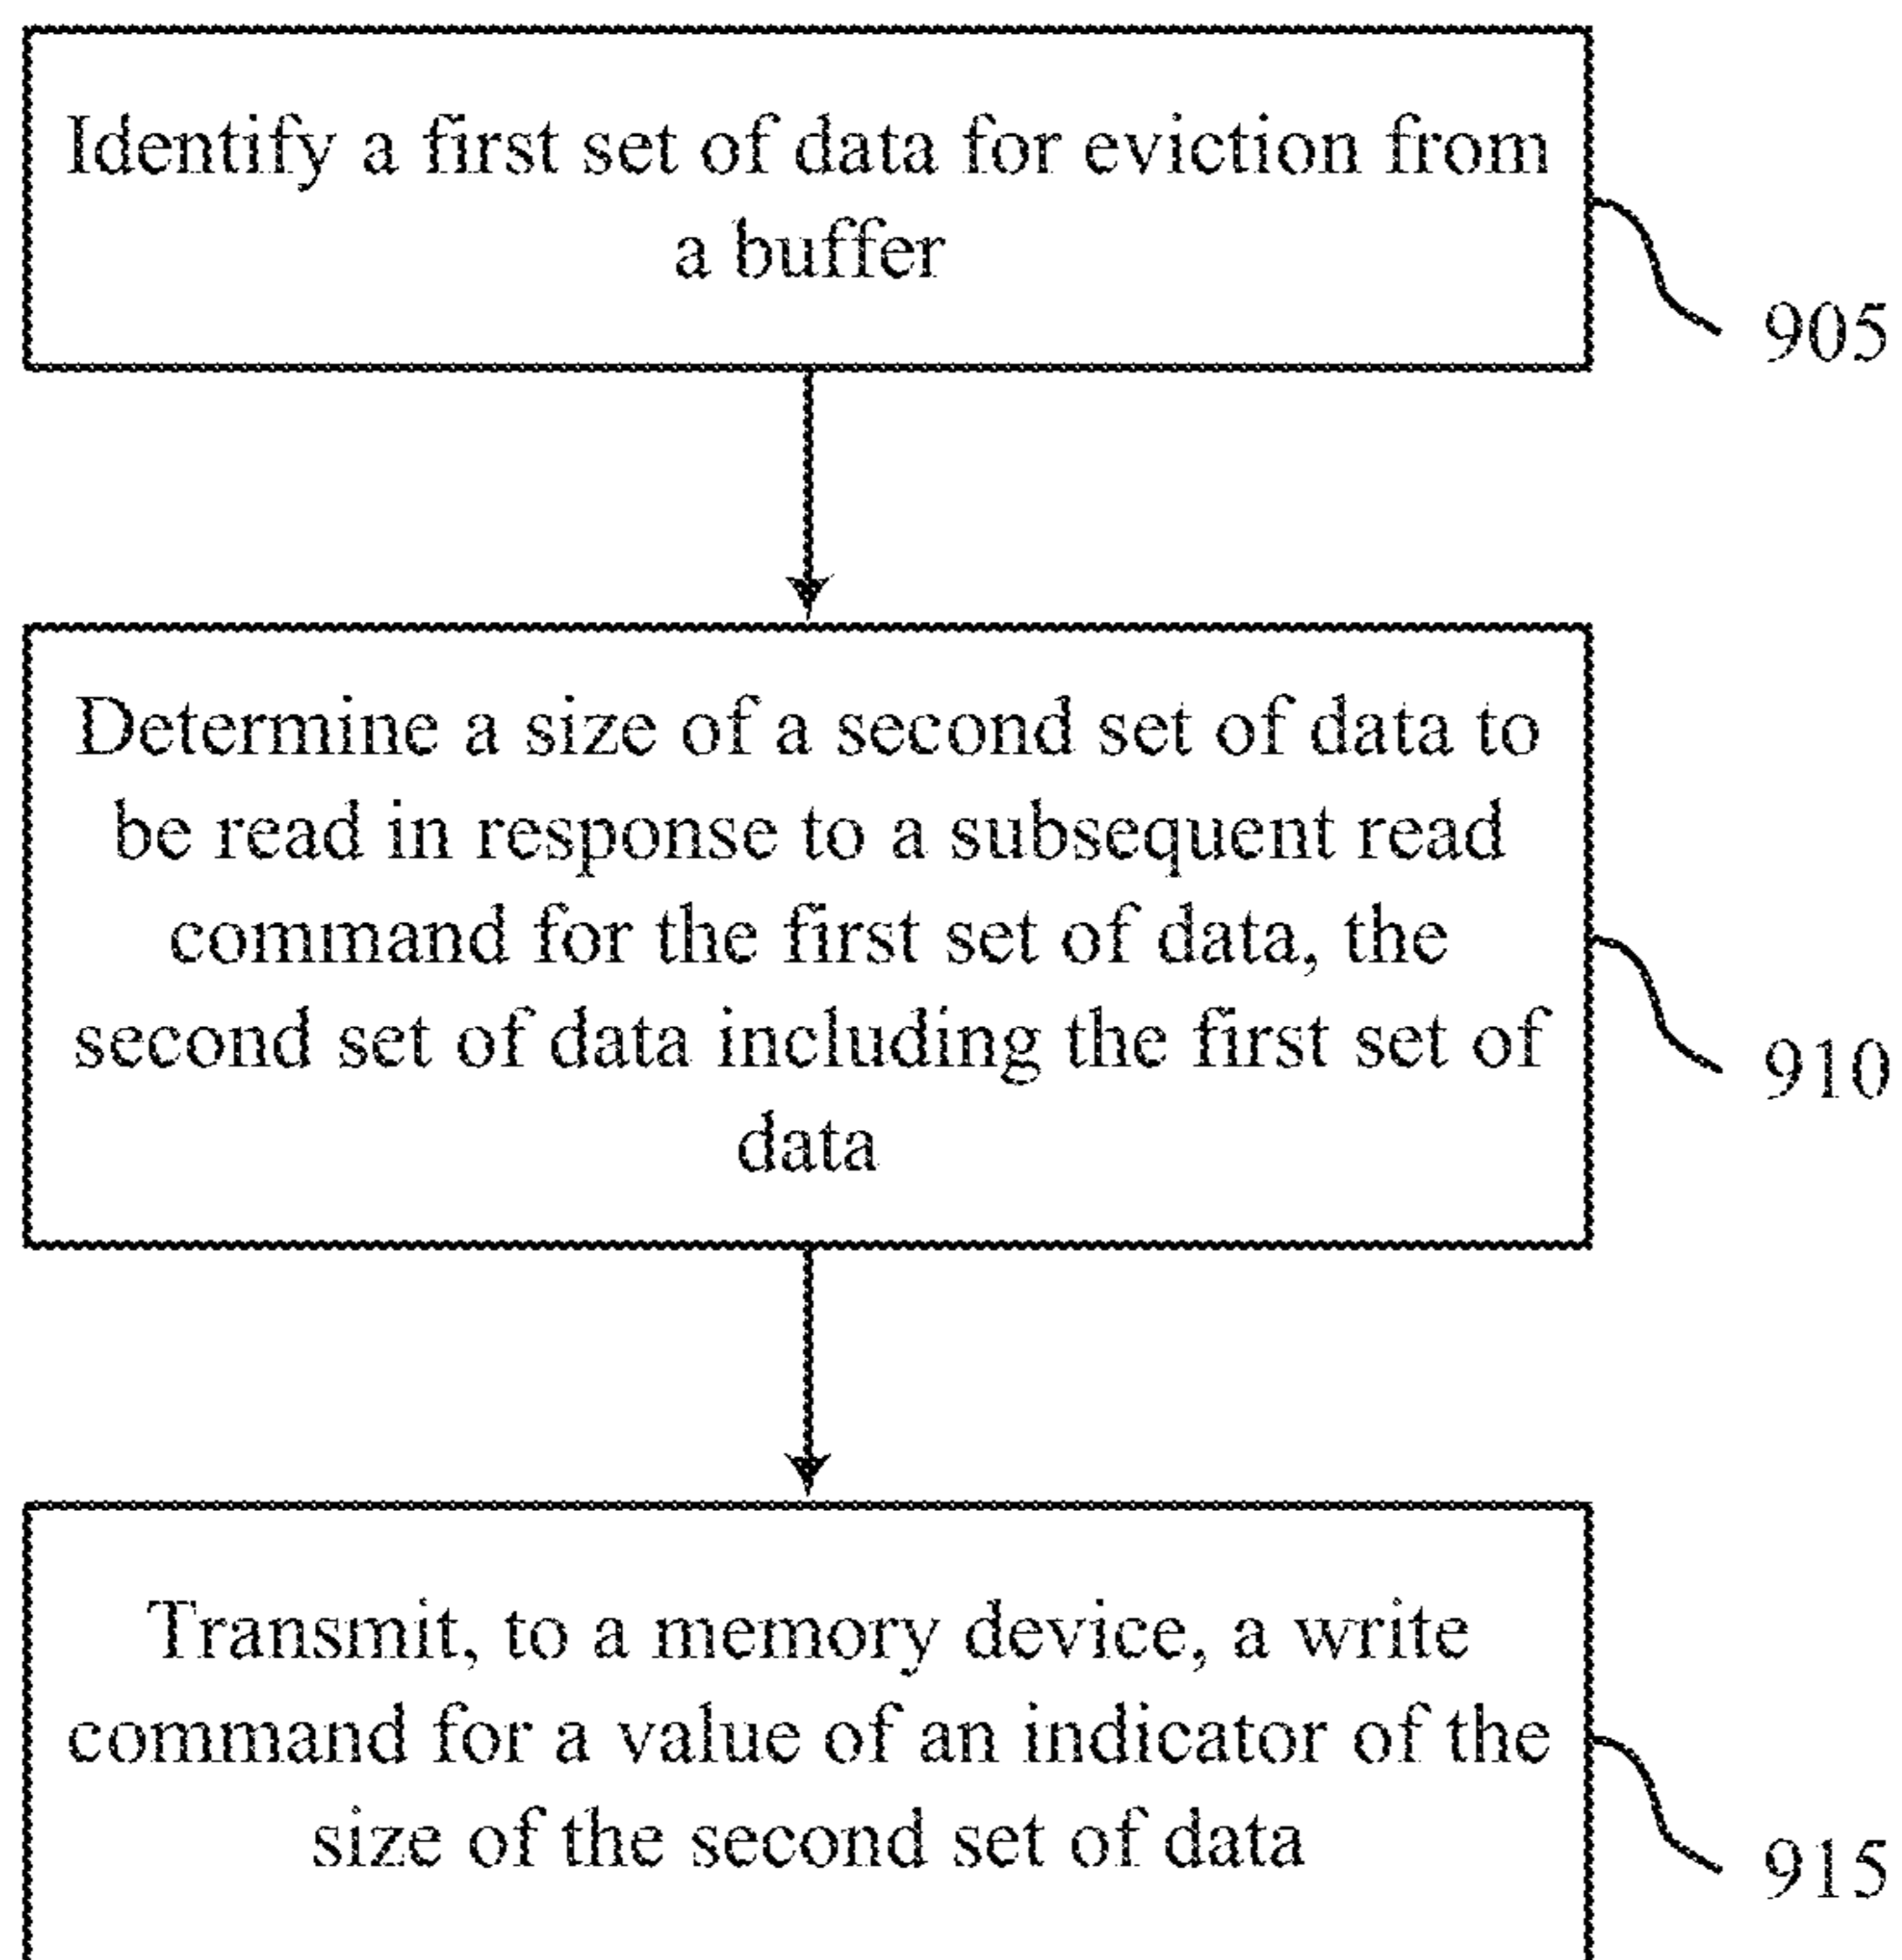 Identify a first set of data for eviction from
a buffer
905
Determine a size of a second set of data to
be read in response to a subsequent read
command for the first set of data, the
second set of data including the first set of
data
910
Transmit, to a memory device, a write
command for a value of an indicator of the
size of the second set of data
915